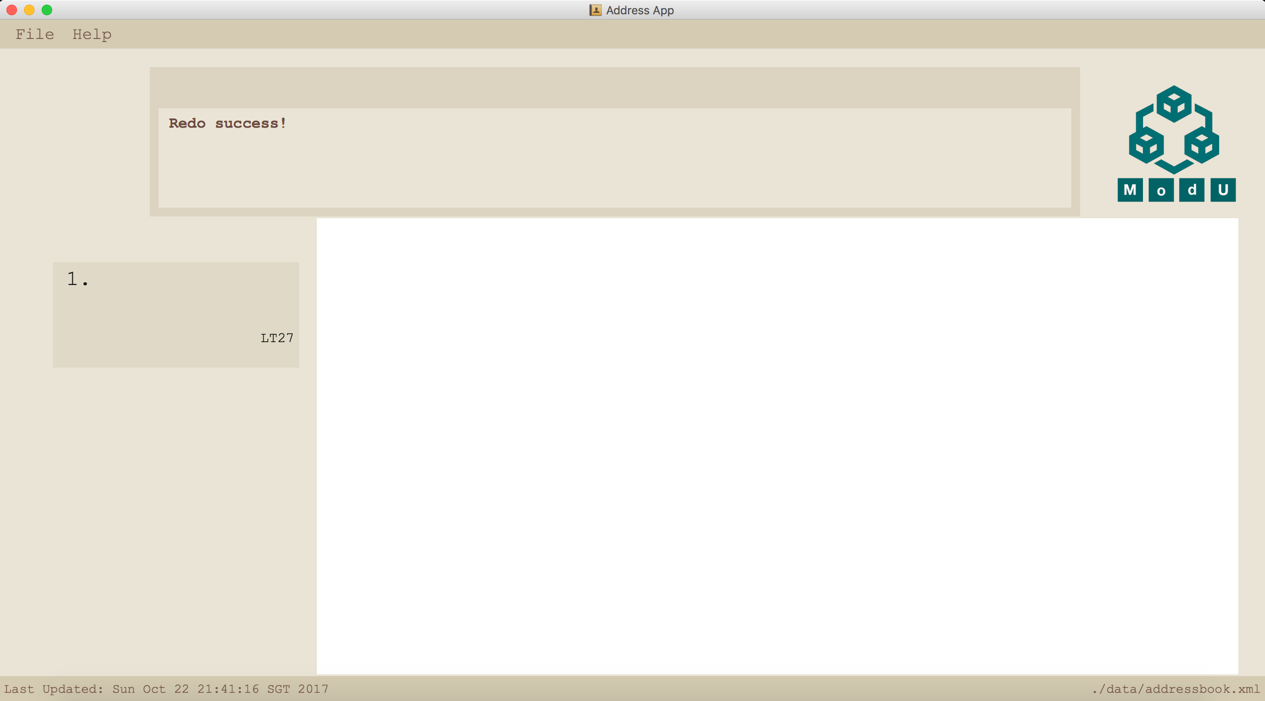 Address App
File Help
Redo success!
M o d U
1.
LT27
Last Updated: Sun Oct 22 21:41:16 SGT 2017
./data/addressbook.xml